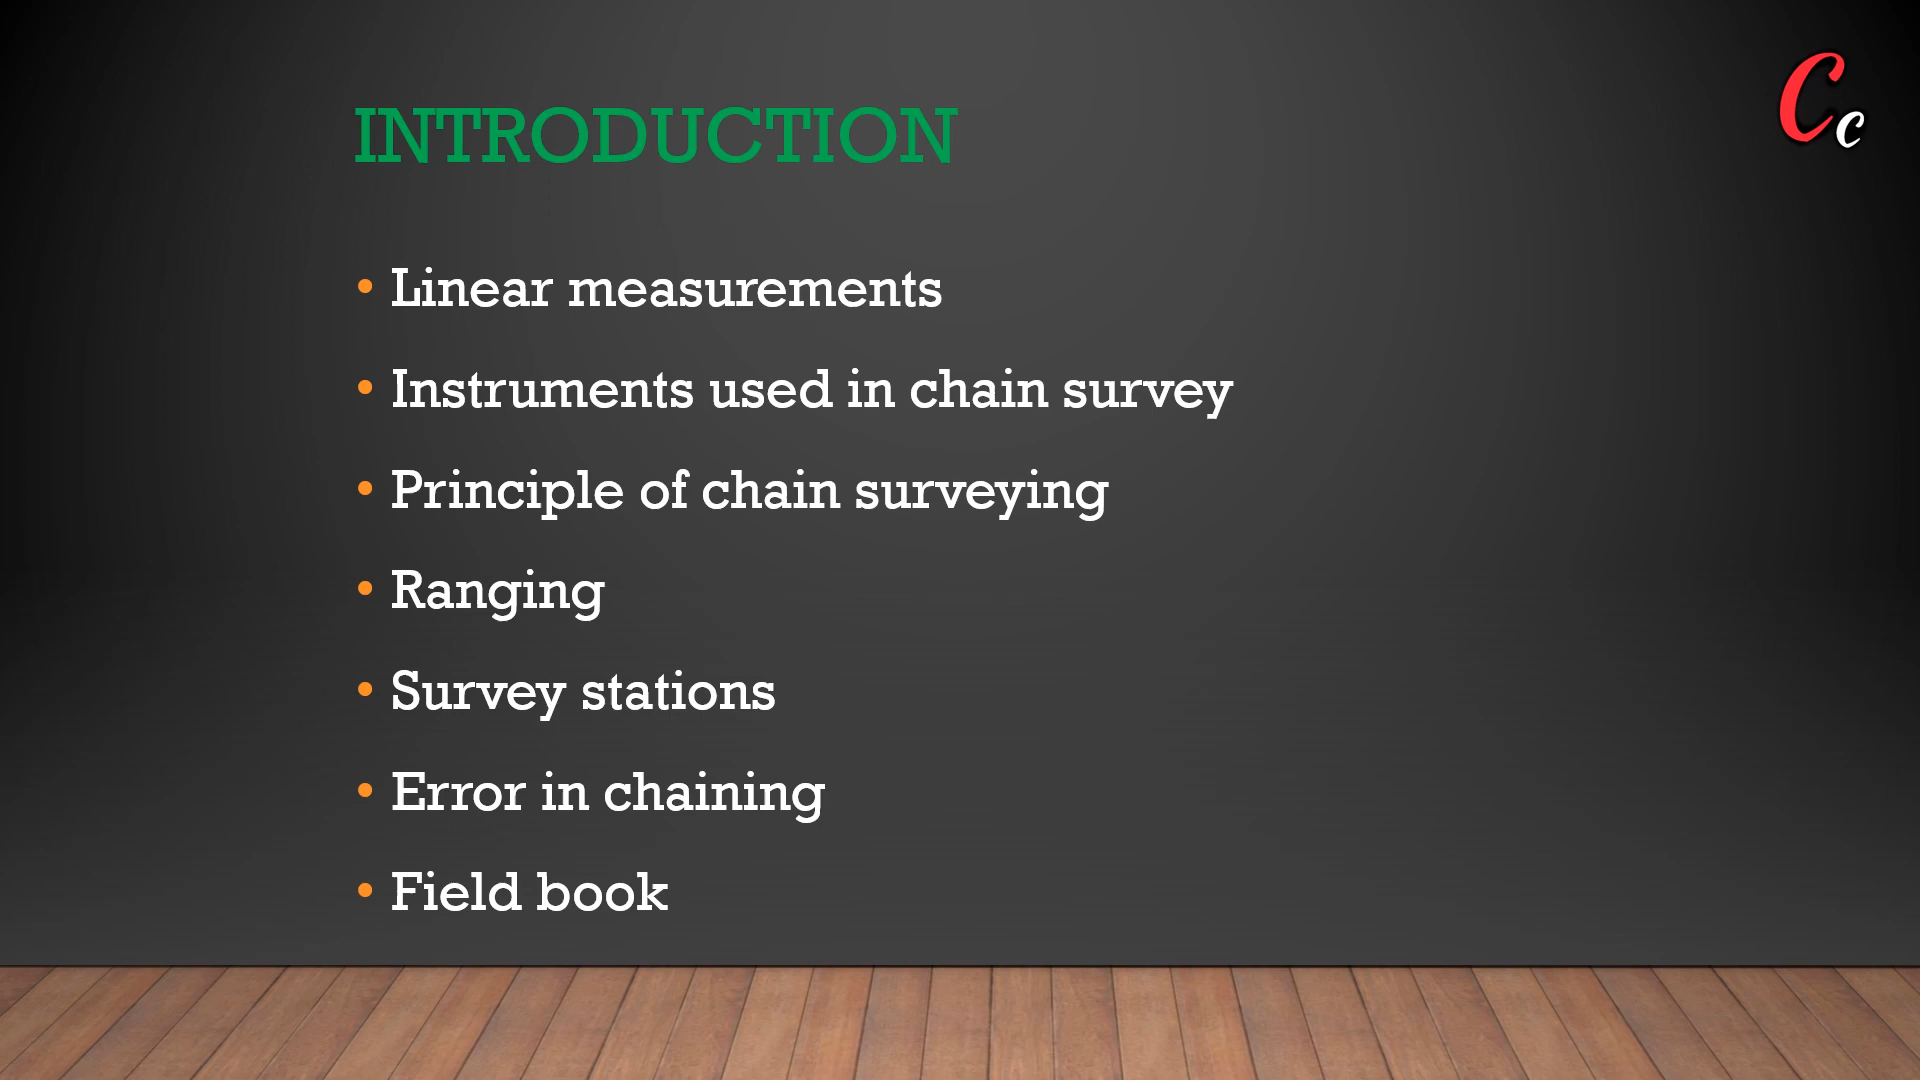 INTRODUCTION
Cc
• Linear measurements
• Instruments used in chain survey
• Principle of chain surveying
• Ranging
• Survey stations
• Error in chaining
• Field book